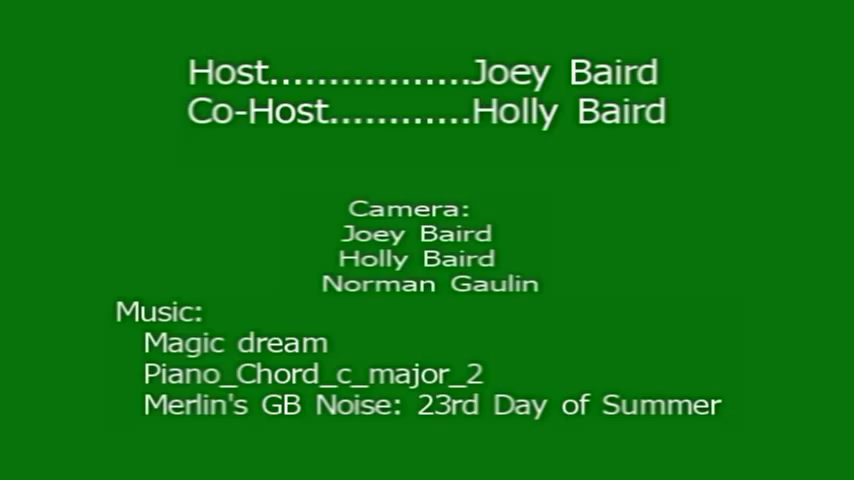 Host.................Joey Baird
Co-Host............Holly Baird
Camera:
Joey Baird
Holly Baird
Norman Gaulin
Music:
Magic dream
Piano_Chord_c_major_2
Merlin's GB Noise: 23rd Day of Summer